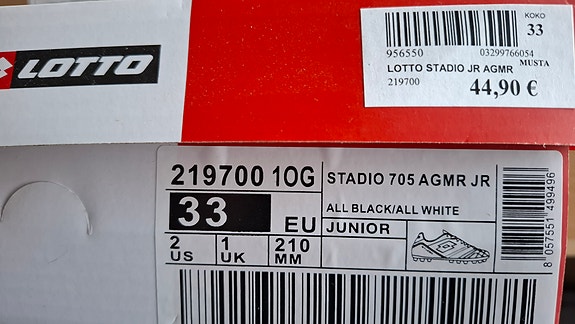 LOTTO
KOKO
33
956550
03299766054
LOTTO STADIO JR AGMR
MUSTA
219700
44,90 €
219700 10G
STADIO 705 AGMR JR
33
EU
ALL BLACK/ALL WHITE
JUNIOR
2
US
1
UK
210
MM
8 057551 499496